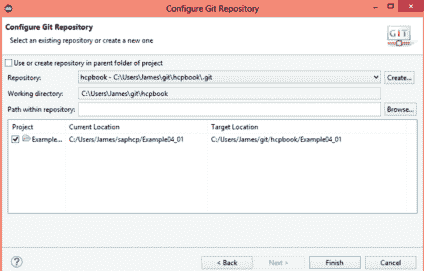 Configure Git Repository
Configure Git Repository
Select an existing repository or create a new one
GIT
Use or create repository in parent folder of project
Repository: hcpbook - C:\Users\James\git\hcpbook\.git Create...
Working directory: C:\Users\James\git\hcpbook
Path within repository: Browse...
Project Current Location Target Location
Example... C:/Users/James/saphcp/Example04_01 C:/Users/James/git/hcpbook/Example04_01
? < Back Next > Finish Cancel